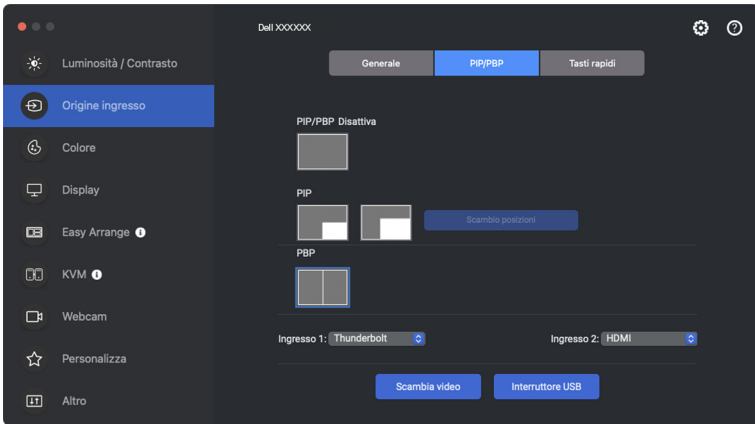 Dell XXXXXX
Luminosità / Contrasto
Origine ingresso
Colore
Display
Easy Arrange
KVM
Webcam
Personalizza
Altro
Generale PIP/PBP Tasti rapidi
PIP/PBP Disattiva
PIP
Scambio posizioni
PBP
Ingresso 1: Thunderbolt Ingresso 2: HDMI
Scambia video Interruttore USB